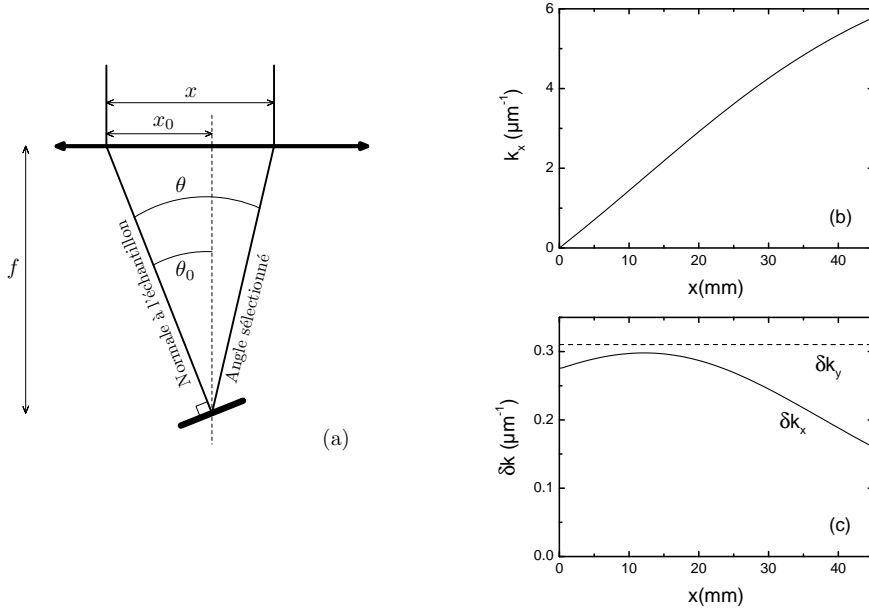 x
x₀
θ
θ₀
f
Normale à l'échantillon
Angle sélectionné
(a)
6
4
2
0
kₓ (µm⁻¹)
0 10 20 30 40
x(mm)
(b)
0.3
0.2
0.1
0.0
δk (µm⁻¹)
δk_y
δkₓ
0 10 20 30 40
x(mm)
(c)